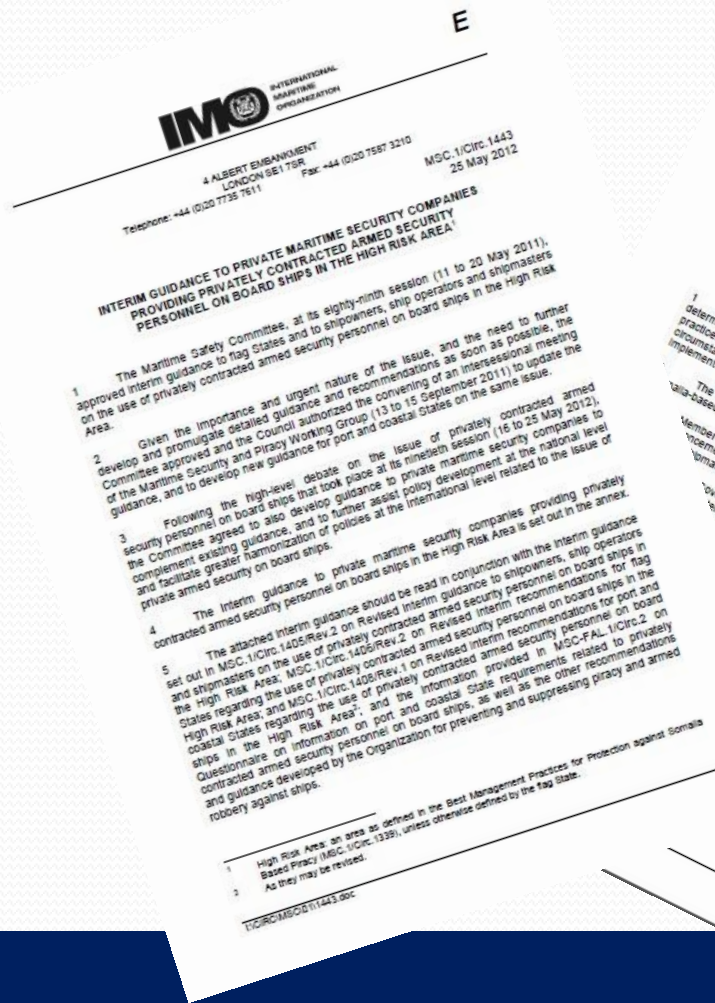 E
IMO
INTERNATIONAL
MARITIME
ORGANIZATION
4 ALBERT EMBANKMENT
LONDON SE1 7SR
Telephone: +44 (0)20 7735 7611 Fax: +44 (0)20 7587 3210
MSC.1/Circ.1443
25 May 2012
INTERIM GUIDANCE TO PRIVATE MARITIME SECURITY COMPANIES
PROVIDING PRIVATELY CONTRACTED ARMED SECURITY
PERSONNEL ON BOARD SHIPS IN THE HIGH RISK AREA¹
1 The Maritime Safety Committee, at its eighty-ninth session (11 to 20 May 2011),
approved interim guidance to flag States and to shipowners, ship operators and shipmasters
on the use of privately contracted armed security personnel on board ships in the High Risk
Area.
2 Given the importance and urgent nature of the issue, and the need to further
develop and promulgate detailed guidance and recommendations as soon as possible, the
Committee approved and the Council authorized the convening of an intersessional meeting
of the Maritime Security and Piracy Working Group (13 to 15 September 2011) to update the
guidance, and to develop new guidance for port and coastal States on the same issue.
3 Following the high-level debate on the issue of privately contracted armed
security personnel on board ships that took place at its ninetieth session (16 to 25 May 2012),
the Committee agreed to also develop guidance to private maritime security companies to
complement existing guidance, and to further assist policy development at the national level
and facilitate greater harmonization of policies at the international level related to the issue of
private armed security on board ships.
4 The interim guidance to private maritime security companies providing privately
contracted armed security personnel on board ships in the High Risk Area is set out in the annex.
5 The attached interim guidance should be read in conjunction with the interim guidance
set out in MSC.1/Circ.1405/Rev.2 on Revised interim guidance to shipowners, ship operators
and shipmasters on the use of privately contracted armed security personnel on board ships in
the High Risk Area; MSC.1/Circ.1406/Rev.2 on Revised interim recommendations for flag
States regarding the use of privately contracted armed security personnel on board ships in the
High Risk Area; and MSC.1/Circ.1408/Rev.1 on Revised interim recommendations for port and
coastal States regarding the use of privately contracted armed security personnel on board
ships in the High Risk Area²; and the information provided in MSC-FAL.1/Circ.2 on
Questionnaire on information on port and coastal State requirements related to privately
contracted armed security personnel on board ships, as well as the other recommendations
and guidance developed by the Organization for preventing and suppressing piracy and armed
robbery against ships.
1 High Risk Area: an area as defined in the Best Management Practices for Protection against Somalia
Based Piracy (MSC.1/Circ.1339), unless otherwise defined by the flag State.
2 As they may be revised.
I:\CIRC\MSC\01\1443.doc
1
determ
practice
circumst
implement
The